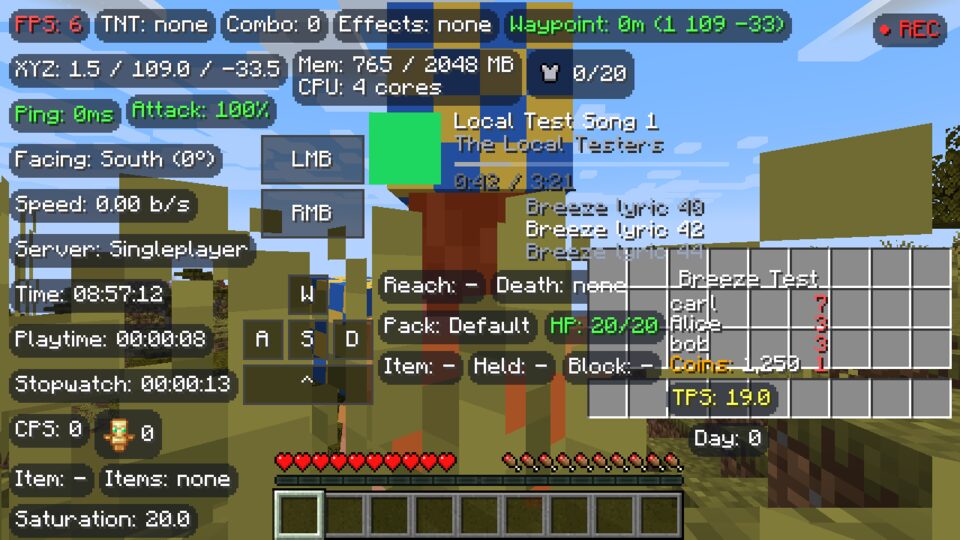 FPS: 6 TNT: none Combo: 0 Effects: none Waypoint: 0m (1 109 -33) • REC
XYZ: 1.5 / 109.0 / -33.5
Mem: 765 / 2048 MB
CPU: 4 cores
0/20
Ping: 0ms Attack: 100%
Local Test Song 1
The Local Testers
0:42 / 3:21
Facing: South (0°)
LMB
Speed: 0.00 b/s
RMB
Breeze lyric 40
Breeze lyric 42
Breeze lyric 44
Server: Singleplayer
Time: 08:57:12
W
Reach: - Death: none
Breeze Test
carl 7
Alice 3
bob 3
Coins: 1,250 1
Playtime: 00:00:08
A S D
Pack: Default HP: 20/20
Stopwatch: 00:00:13
^
Item: - Held: - Block: -
TPS: 19.0
CPS: 0
0
Day: 0
Item: - Items: none
Saturation: 20.0